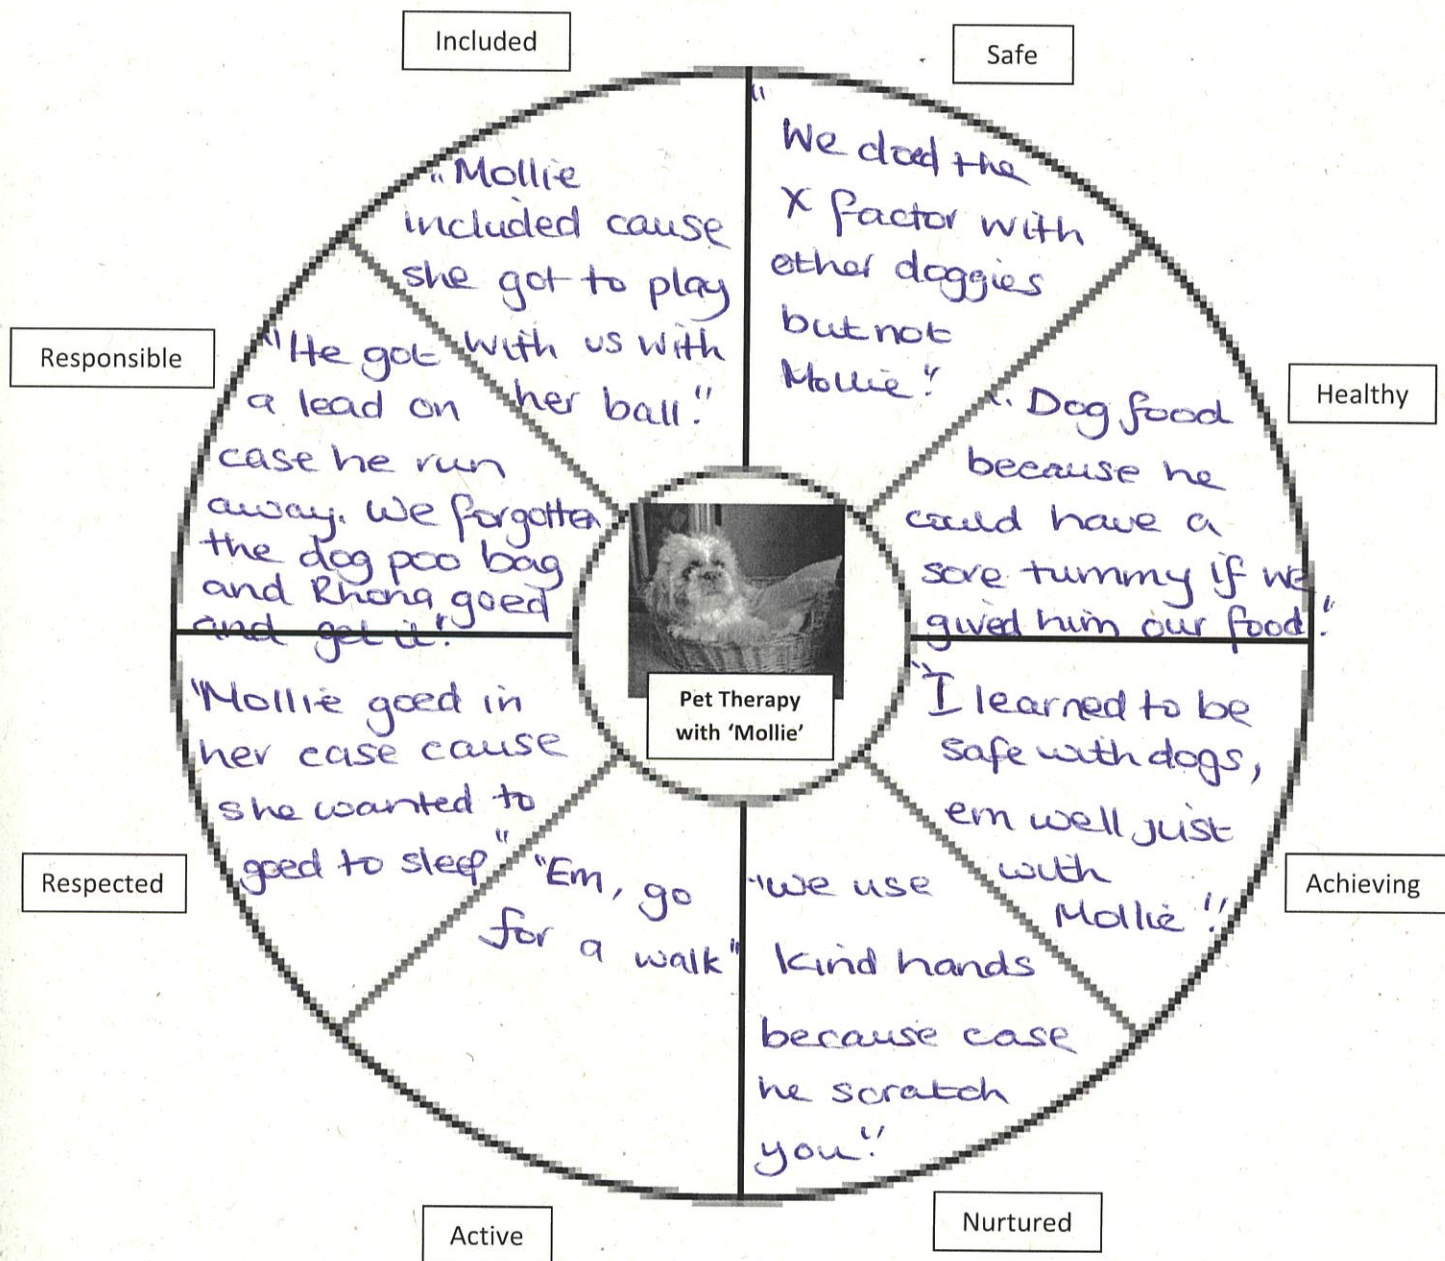 Included
"Mollie
included cause
she got to play
with us with
her ball."
Safe
"
We doed the
X factor with
other doggies
but not
Mollie."
Healthy
"Dog food
because he
could have a
sore tummy if we
gived him our food."
Achieving
"I learned to be
safe with dogs,
em well just
with
Mollie."
Nurtured
"we use
kind hands
because case
he scratch
you."
Active
"Em, go
for a walk"
Respected
"Mollie goed in
her case cause
she wanted to
goed to sleep"
Responsible
"He got
a lead on
case he run
away. We forgotten
the dog poo bag
and Rhona goed
and get it".
Pet Therapy
with 'Mollie'